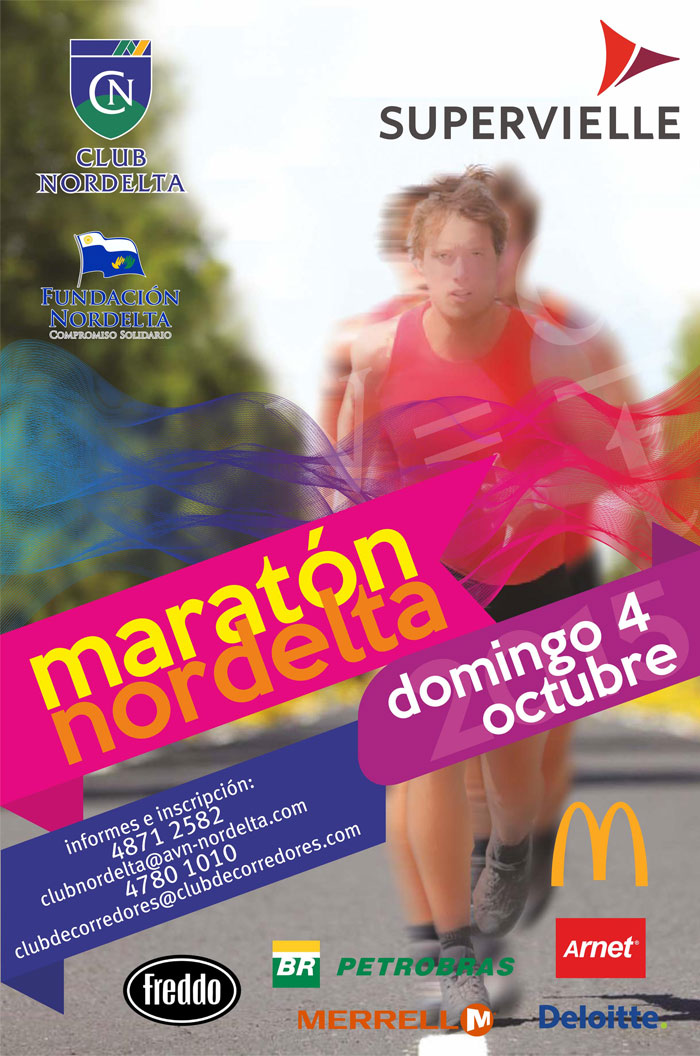 CN
CLUB
NORDELTA
SUPERVIELLE
FUNDACIÓN
NORDELTA
COMPROMISO SOLIDARIO
maratón
nordelta
2015
domingo 4
octubre
informes e inscripción:
4871 2582
clubnordelta@avn-nordelta.com
4780 1010
clubdecorredores@clubdecorredores.com
M
freddo
BR PETROBRAS
Arnet®
MERRELL M
Deloitte.